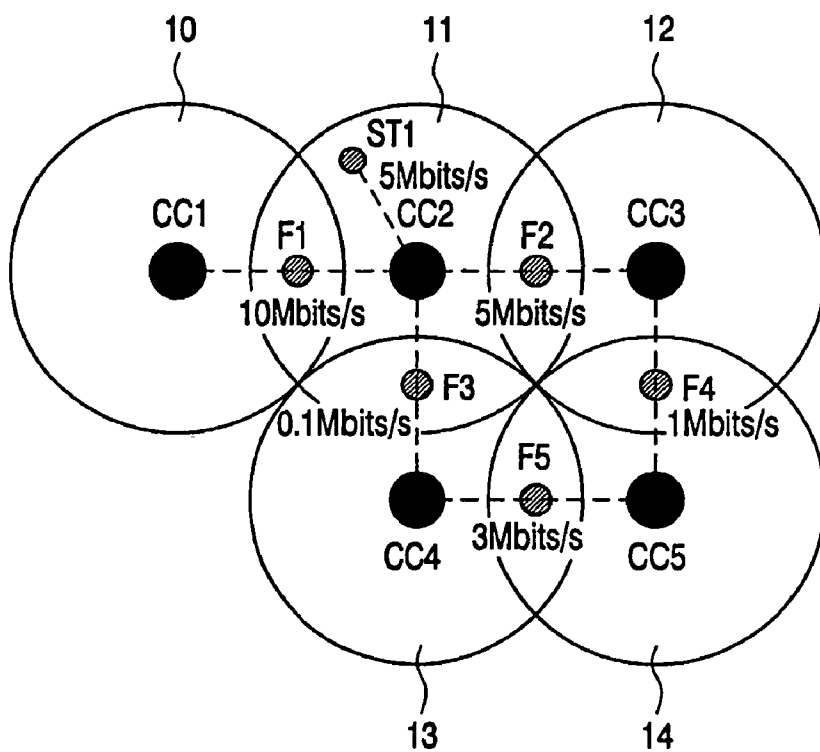 10
11
12
ST1
5Mbits/s
CC1
F1
CC2
F2
CC3
10Mbits/s
5Mbits/s
F3
F4
0.1Mbits/s
1Mbits/s
F5
CC4
3Mbits/s
CC5
13
14